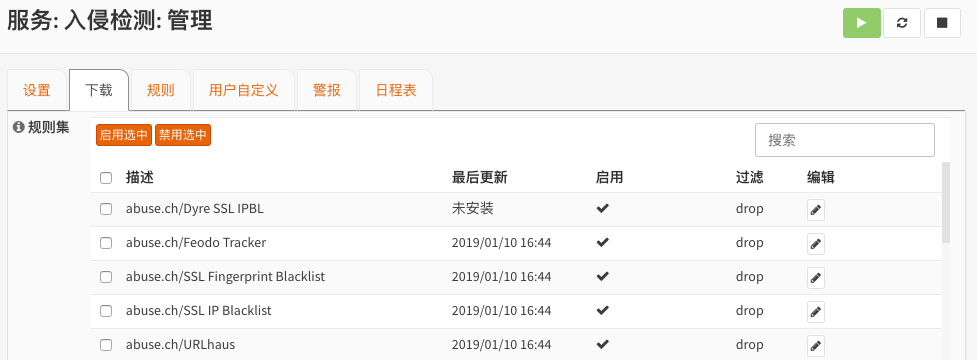 服务: 入侵检测: 管理
设置 下载 规则 用户自定义 警报 日程表
规则集 启用选中 禁用选中 搜索
描述 最后更新 启用 过滤 编辑
abuse.ch/Dyre SSL IPBL 未安装 drop
abuse.ch/Feodo Tracker 2019/01/10 16:44 drop
abuse.ch/SSL Fingerprint Blacklist 2019/01/10 16:44 drop
abuse.ch/SSL IP Blacklist 2019/01/10 16:44 drop
abuse.ch/URLhaus 2019/01/10 16:44 drop